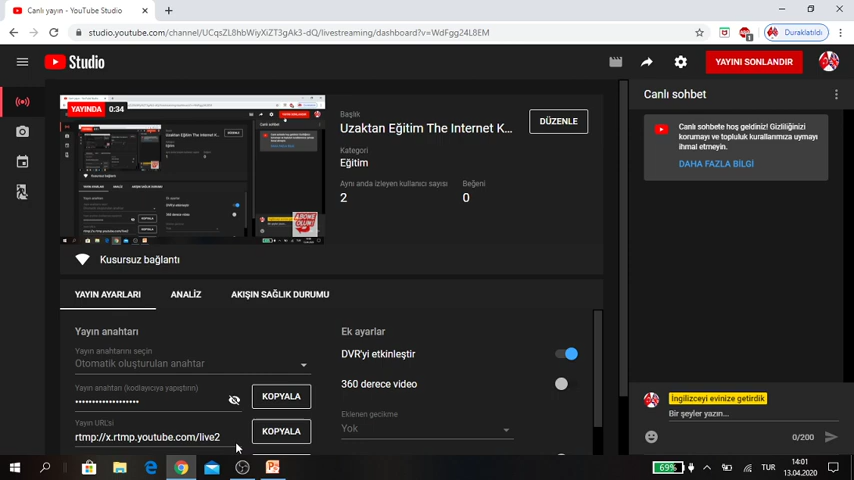 Canlı yayın - YouTube Studio
studio.youtube.com/channel/UCqsZL8hbWiyXiZT3gAk3-dQ/livestreaming/dashboard?v=WdFgg24L8EM
Duraklatıldı
Studio
YAYINI SONLANDIR
YAYINDA 0:34
Başlık
Uzaktan Eğitim The Internet K...
DÜZENLE
Kategori
Eğitim
Aynı anda izleyen kullanıcı sayısı
Beğeni
2
0
Kusursuz bağlantı
YAYIN AYARLARI
ANALİZ
AKIŞIN SAĞLIK DURUMU
Yayın anahtarı
Yayın anahtarını seçin
Otomatik oluşturulan anahtar
Yayın anahtarı (kodlayıcıya yapıştırın)
••••••••••••••••••
KOPYALA
Yayın URL'si
rtmp://x.rtmp.youtube.com/live2
KOPYALA
Ek ayarlar
DVR'yi etkinleştir
360 derece video
Eklenen gecikme
Yok
Canlı sohbet
Canlı sohbete hoş geldiniz! Gizliliğinizi
korumayı ve topluluk kurallarımıza uymayı
ihmal etmeyin.
DAHA FAZLA BİLGİ
İngilizceyi evinize getirdik
Bir şeyler yazın...
0/200
ABONE
OLUN!
69%
TUR
14:01
13.04.2020